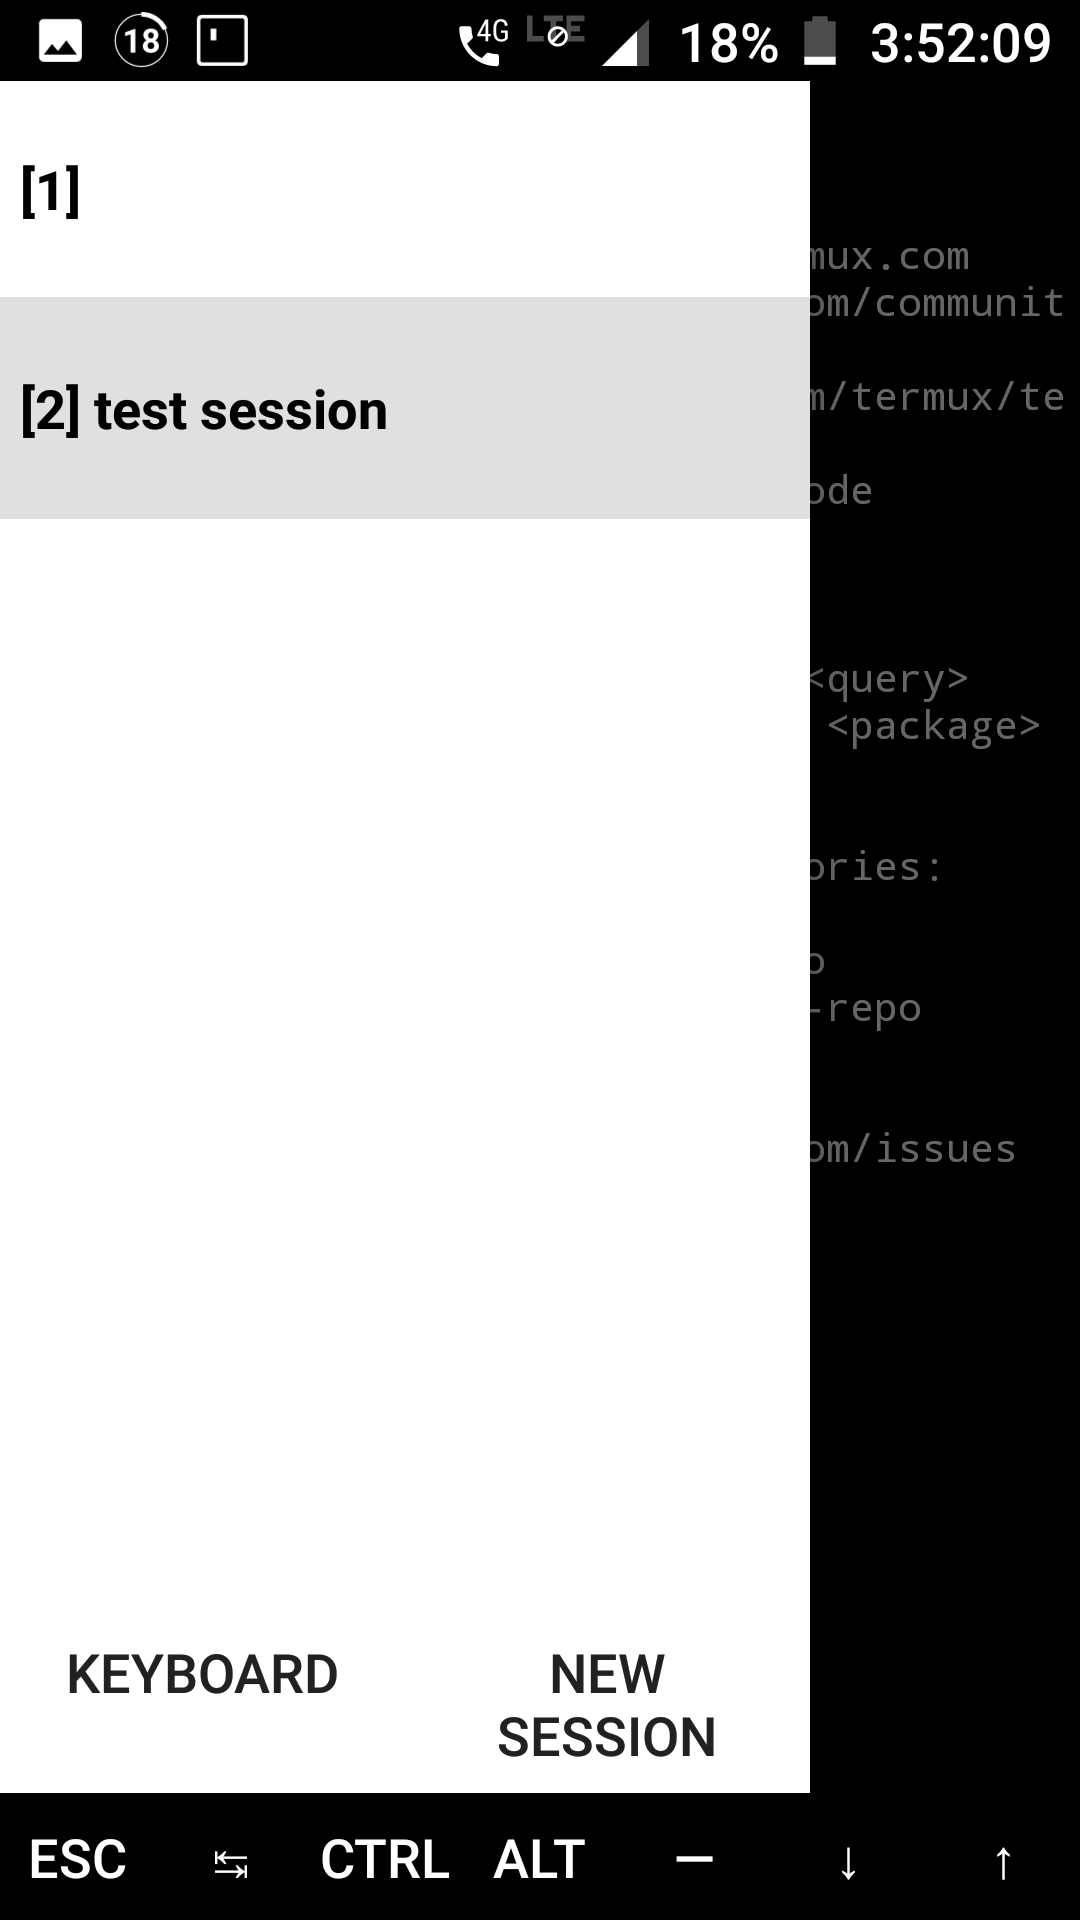 18 4G LTE 18% 3:52:09
[1]
mux.com
om/communit
[2] test session
m/termux/te
ode
<query>
<package>
ories:
o
-repo
om/issues
KEYBOARD
NEW
SESSION
ESC ↹ CTRL ALT ― ↓ ↑